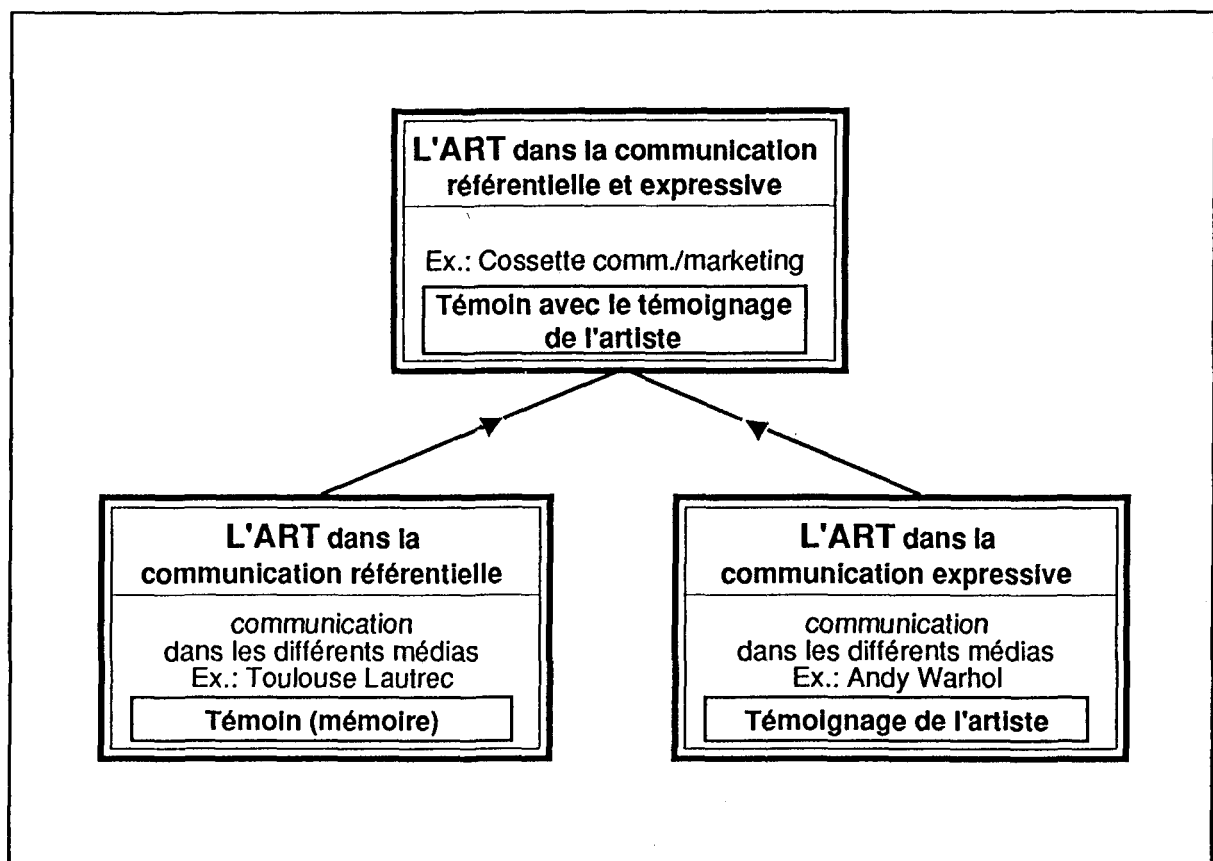 L'ART dans la communication
référentielle et expressive
Ex.: Cossette comm./marketing
Témoin avec le témoignage
de l'artiste
L'ART dans la
communication référentielle
communication
dans les différents médias
Ex.: Toulouse Lautrec
Témoin (mémoire)
L'ART dans la
communication expressive
communication
dans les différents médias
Ex.: Andy Warhol
Témoignage de l'artiste